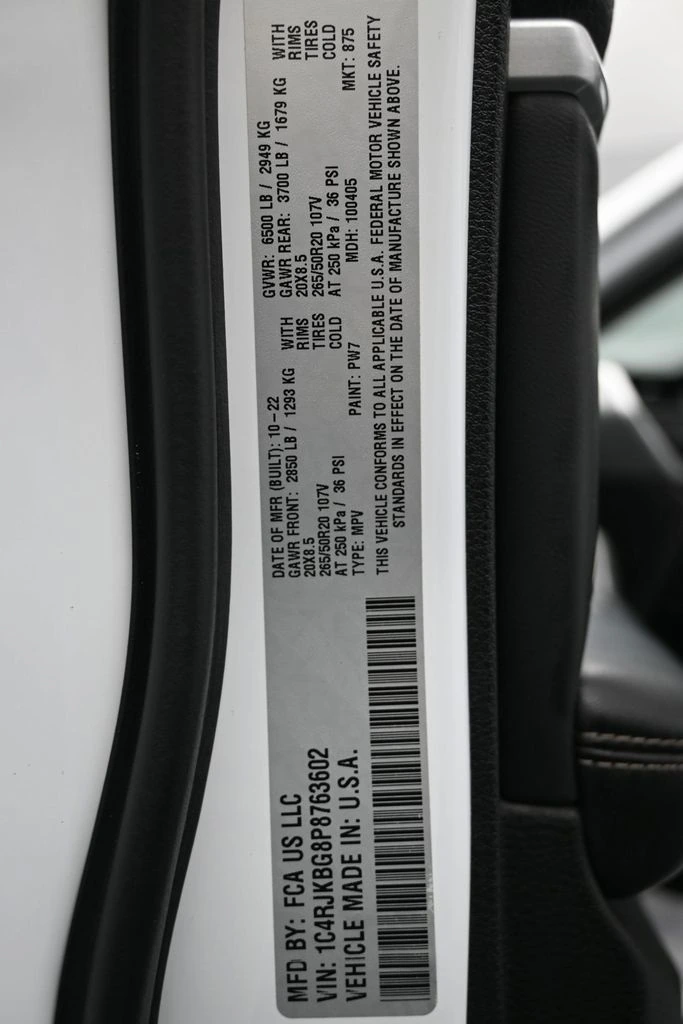 MFD BY: FCA US LLC
VIN: 1C4RJKBG8P8763602
VEHICLE MADE IN: U.S.A.
DATE OF MFR (BUILT): 10-22 GVWR: 6500 LB / 2949 KG
GAWR FRONT: 2850 LB / 1293 KG WITH GAWR REAR: 3700 LB / 1679 KG WITH
20X8.5 RIMS 20X8.5 RIMS
265/50R20 107V TIRES 265/50R20 107V TIRES
AT 250 kPa / 36 PSI COLD AT 250 kPa / 36 PSI COLD
TYPE: MPV PAINT: PW7 MDH: 100405 MKT: 875
THIS VEHICLE CONFORMS TO ALL APPLICABLE U.S.A. FEDERAL MOTOR VEHICLE SAFETY
STANDARDS IN EFFECT ON THE DATE OF MANUFACTURE SHOWN ABOVE.